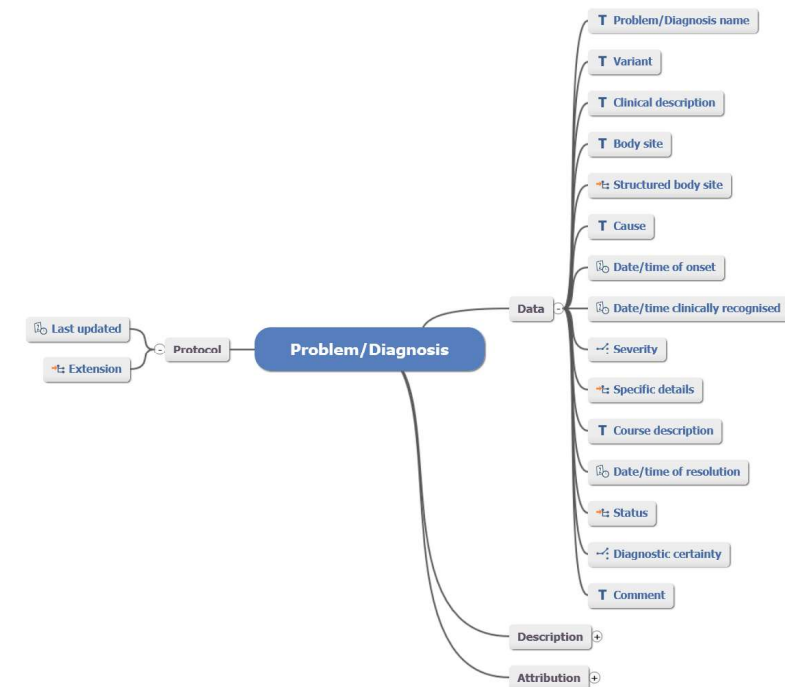 T Problem/Diagnosis name
T Variant
T Clinical description
T Body site
Structured body site
T Cause
Date/time of onset
Data
Date/time clinically recognised
Last updated
Protocol
Problem/Diagnosis
Severity
Extension
Specific details
T Course description
Date/time of resolution
Status
Diagnostic certainty
T Comment
Description
Attribution